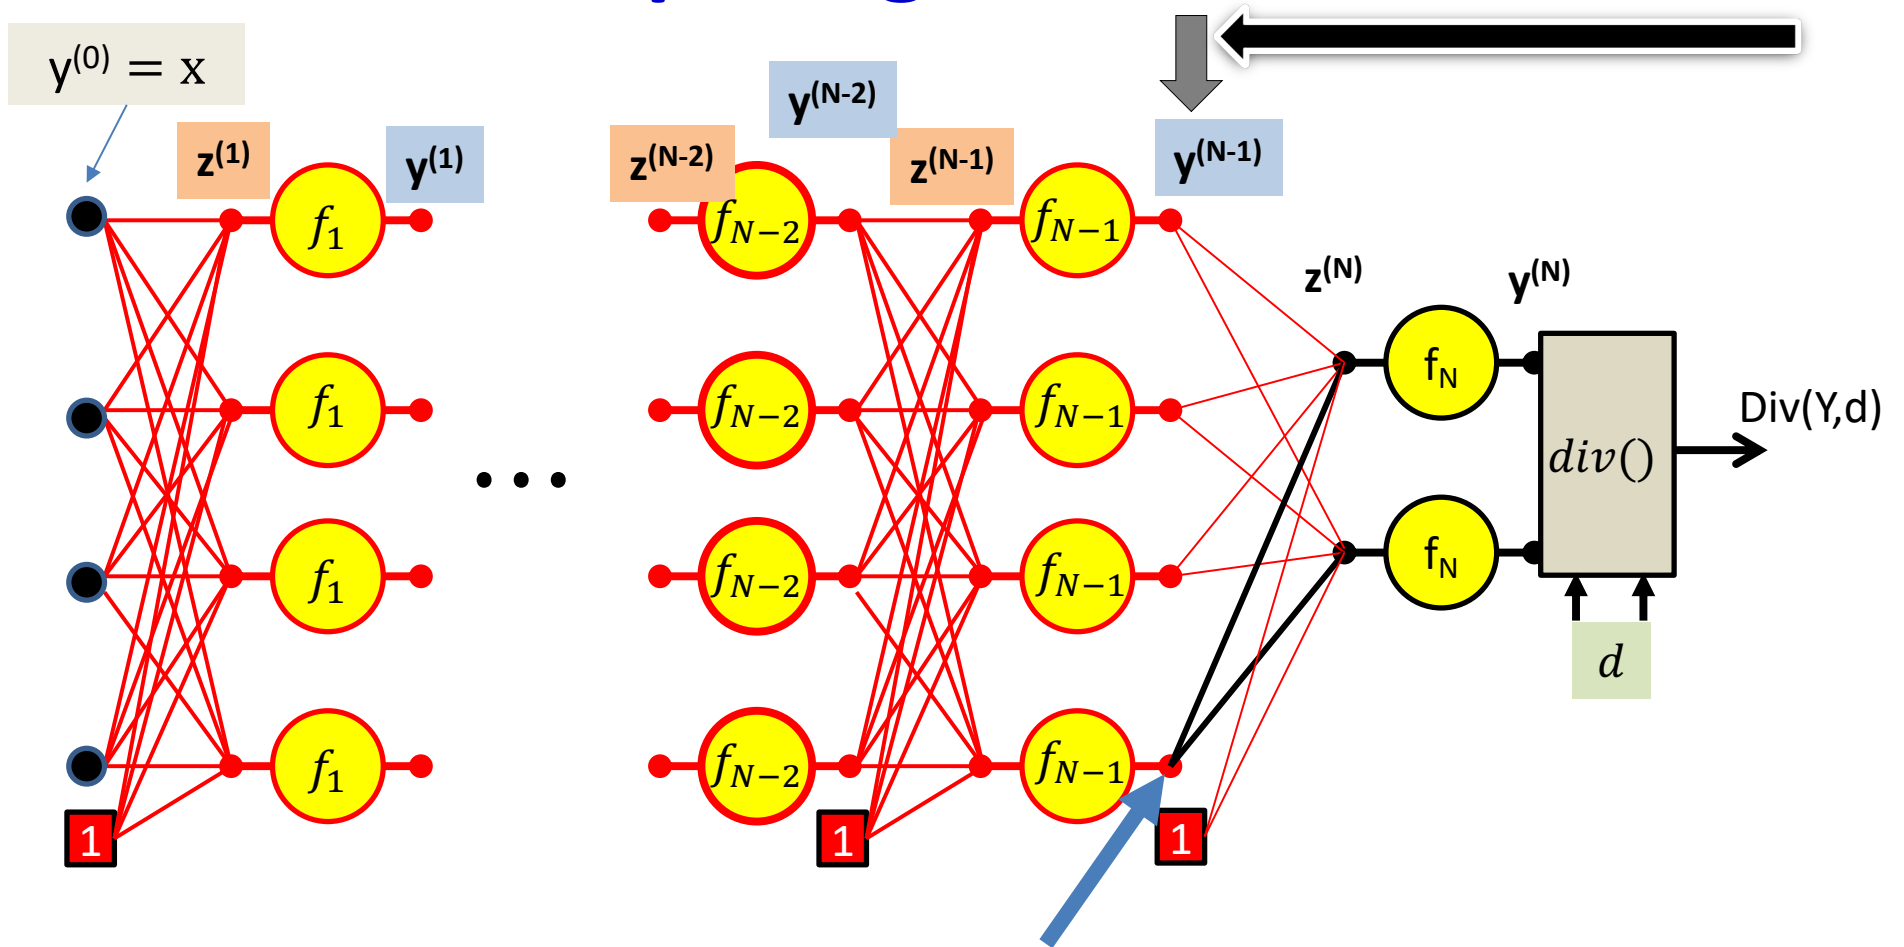 y(0) = x
z(1)
y(1)
z(N-2)
y(N-2)
z(N-1)
y(N-1)
z(N)
y(N)
f1
fN−2
fN−1
f1
fN−2
fN−1
fN
Div(Y,d)
div()
f1
fN−2
fN−1
fN
d
f1
fN−2
fN−1
1
1
1